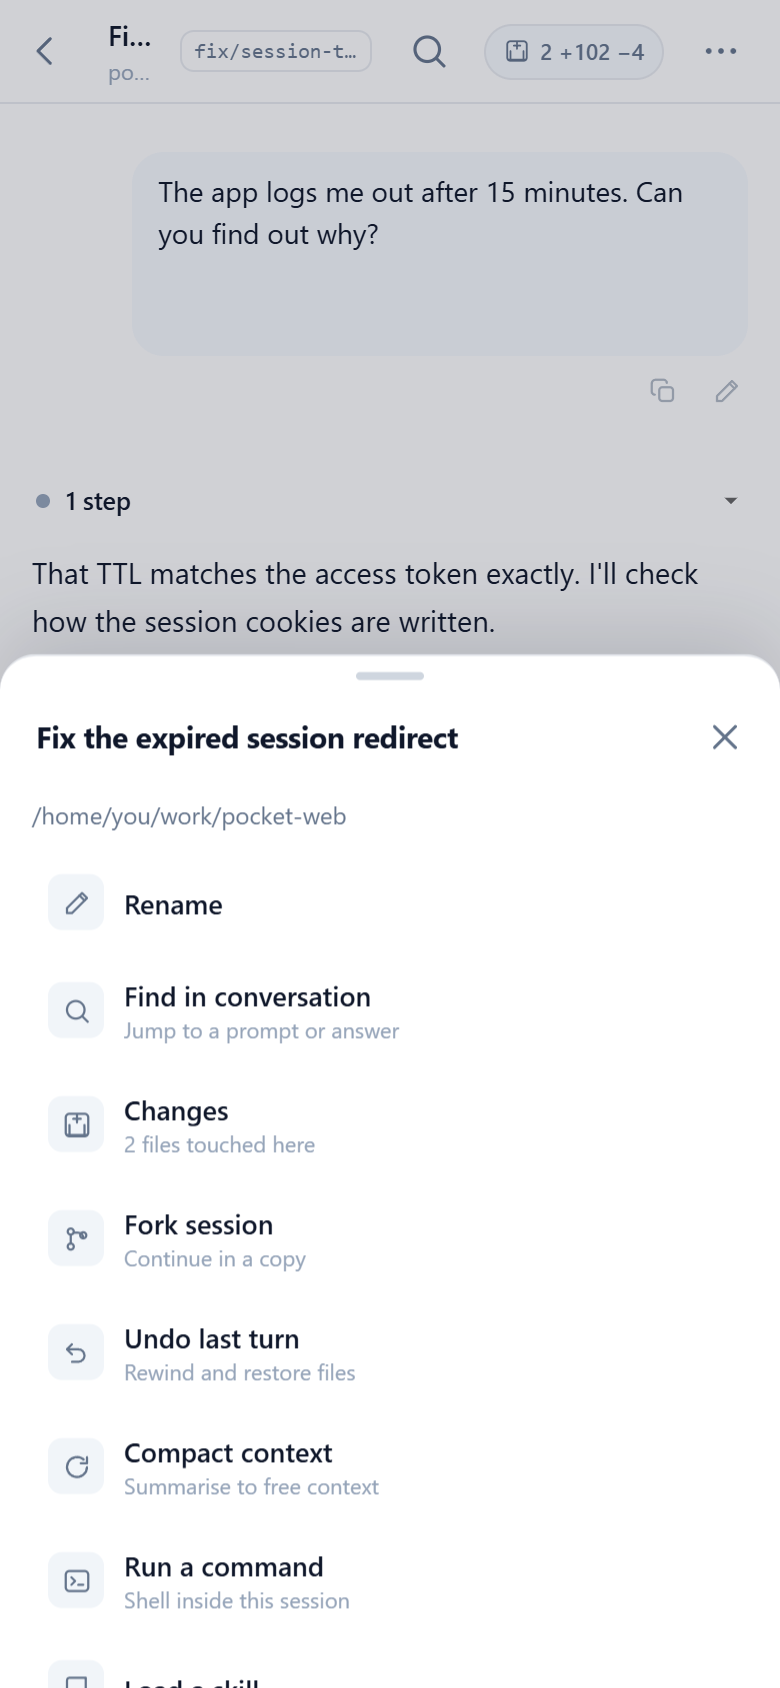 Fi...
fix/session-t…
2 +102 −4
po...
The app logs me out after 15 minutes. Can
you find out why?
1 step
That TTL matches the access token exactly. I'll check
how the session cookies are written.
Fix the expired session redirect
/home/you/work/pocket-web
Rename
Find in conversation
Jump to a prompt or answer
Changes
2 files touched here
Fork session
Continue in a copy
Undo last turn
Rewind and restore files
Compact context
Summarise to free context
Run a command
Shell inside this session
Load a skill